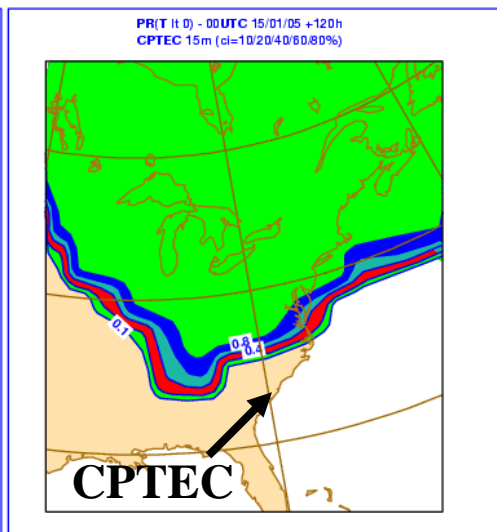 PR(T lt 0) - 00UTC 15/01/05 +120h
CPTEC 15m (ci=10/20/40/60/80%)
0.1
0.8
0.4
CPTEC